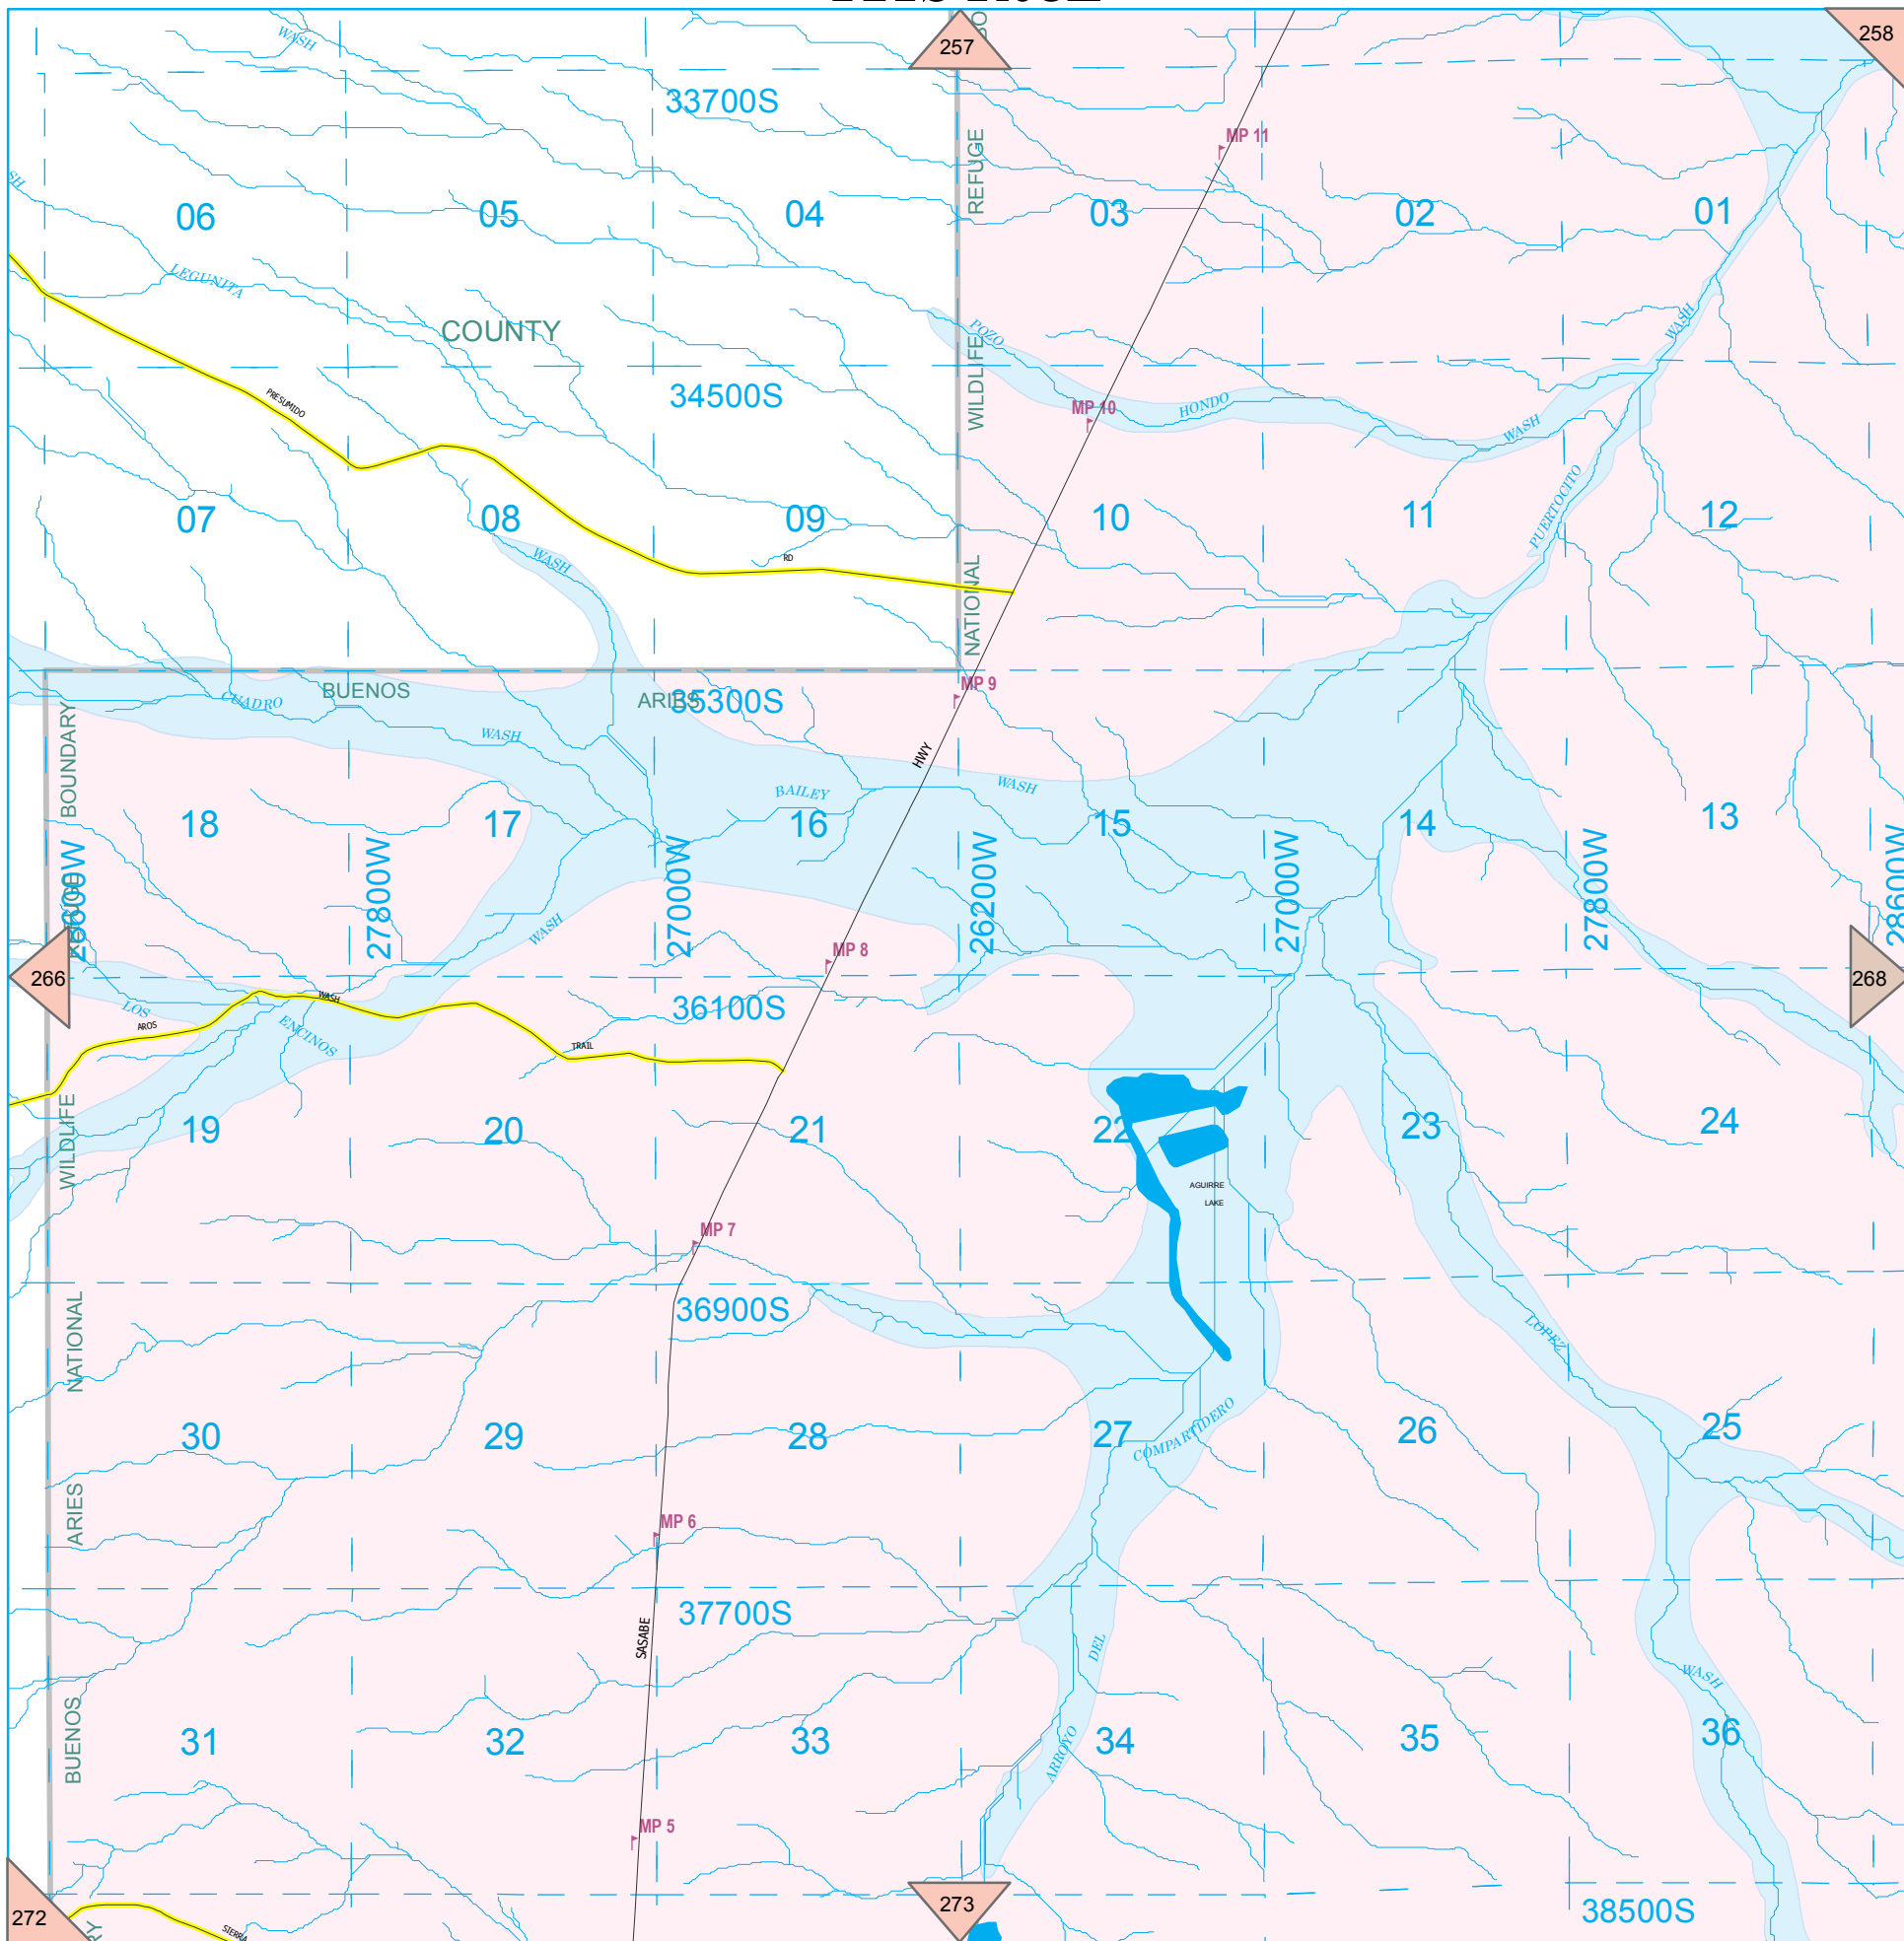 257
258
WASH
33700S
REFUGE
MP 11
SH
06
05
04
03
02
01
LEGUNITA
COUNTY
POZO
WASH
WILDLIFE
34500S
PRESUMIDO
MP 10
HONDO
WASH
PUERTOCITO
07
08
09
10
11
12
WASH
RD
NATIONAL
BUENOS
ARIES
35300S
MP 9
CUADRO
WASH
HWY
BOUNDARY
BAILEY
WASH
18
17
16
15
14
13
28600W
27800W
27000W
26200W
27000W
27800W
28600W
REFUGE
WASH
MP 8
266
268
LOS
WASH
36100S
AROS
ENCINOS
TRAIL
WILDLIFE
19
20
21
22
23
24
AGUIRRE
LAKE
MP 7
NATIONAL
36900S
LOPEZ
30
29
28
27
26
25
COMPARTIDERO
ARIES
MP 6
37700S
SASABE
DEL
WASH
BUENOS
31
32
33
34
35
36
ARROYO
MP 5
272
273
38500S
SIERRA
RY